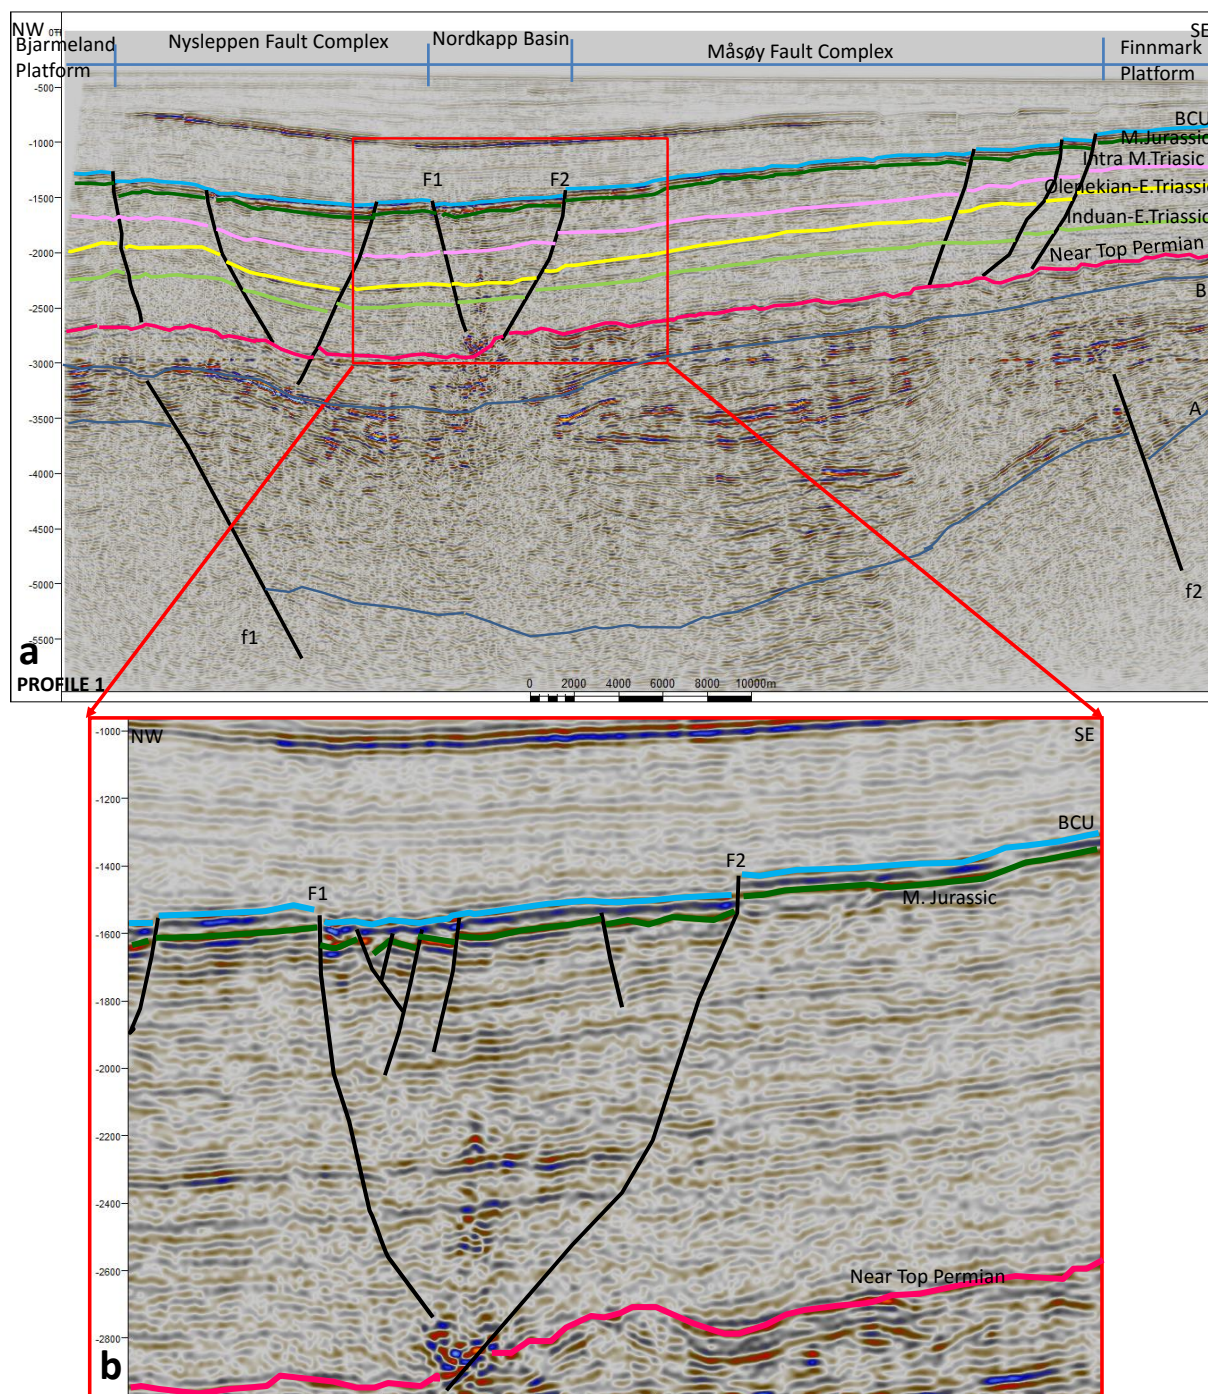 NW
SE
Bjarmeland
Platform
Nysleppen Fault Complex
Nordkapp Basin
Måsøy Fault Complex
Finnmark
Platform
-500
-1000
-1500
-2000
-2500
-3000
-3500
-4000
-4500
-5000
-5500
F1
F2
BCU
M.Jurassic
Intra M.Triasic
Olenekian-E.Triassic
Induan-E.Triassic
Near Top Permian
B
A
f1
f2
a
PROFILE 1
0 2000 4000 6000 8000 10000m
NW
SE
-1000
-1200
-1400
-1600
-1800
-2000
-2200
-2400
-2600
-2800
F1
F2
BCU
M. Jurassic
Near Top Permian
b